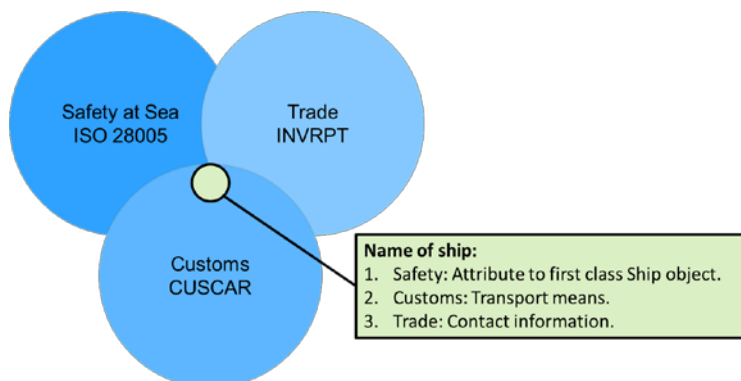 Safety at Sea
ISO 28005
Trade
INVRPT
Customs
CUSCAR
Name of ship:
1. Safety: Attribute to first class Ship object.
2. Customs: Transport means.
3. Trade: Contact information.